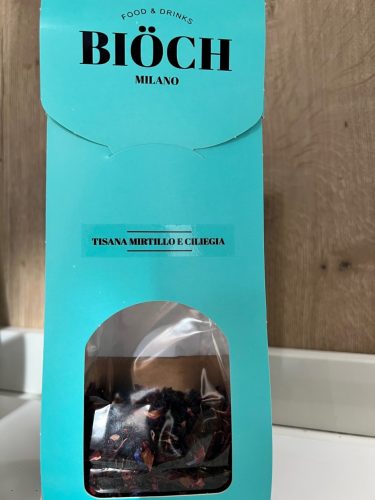 FOOD & DRINKS
BIÖCH
MILANO
TISANA MIRTILLO E CILIEGIA